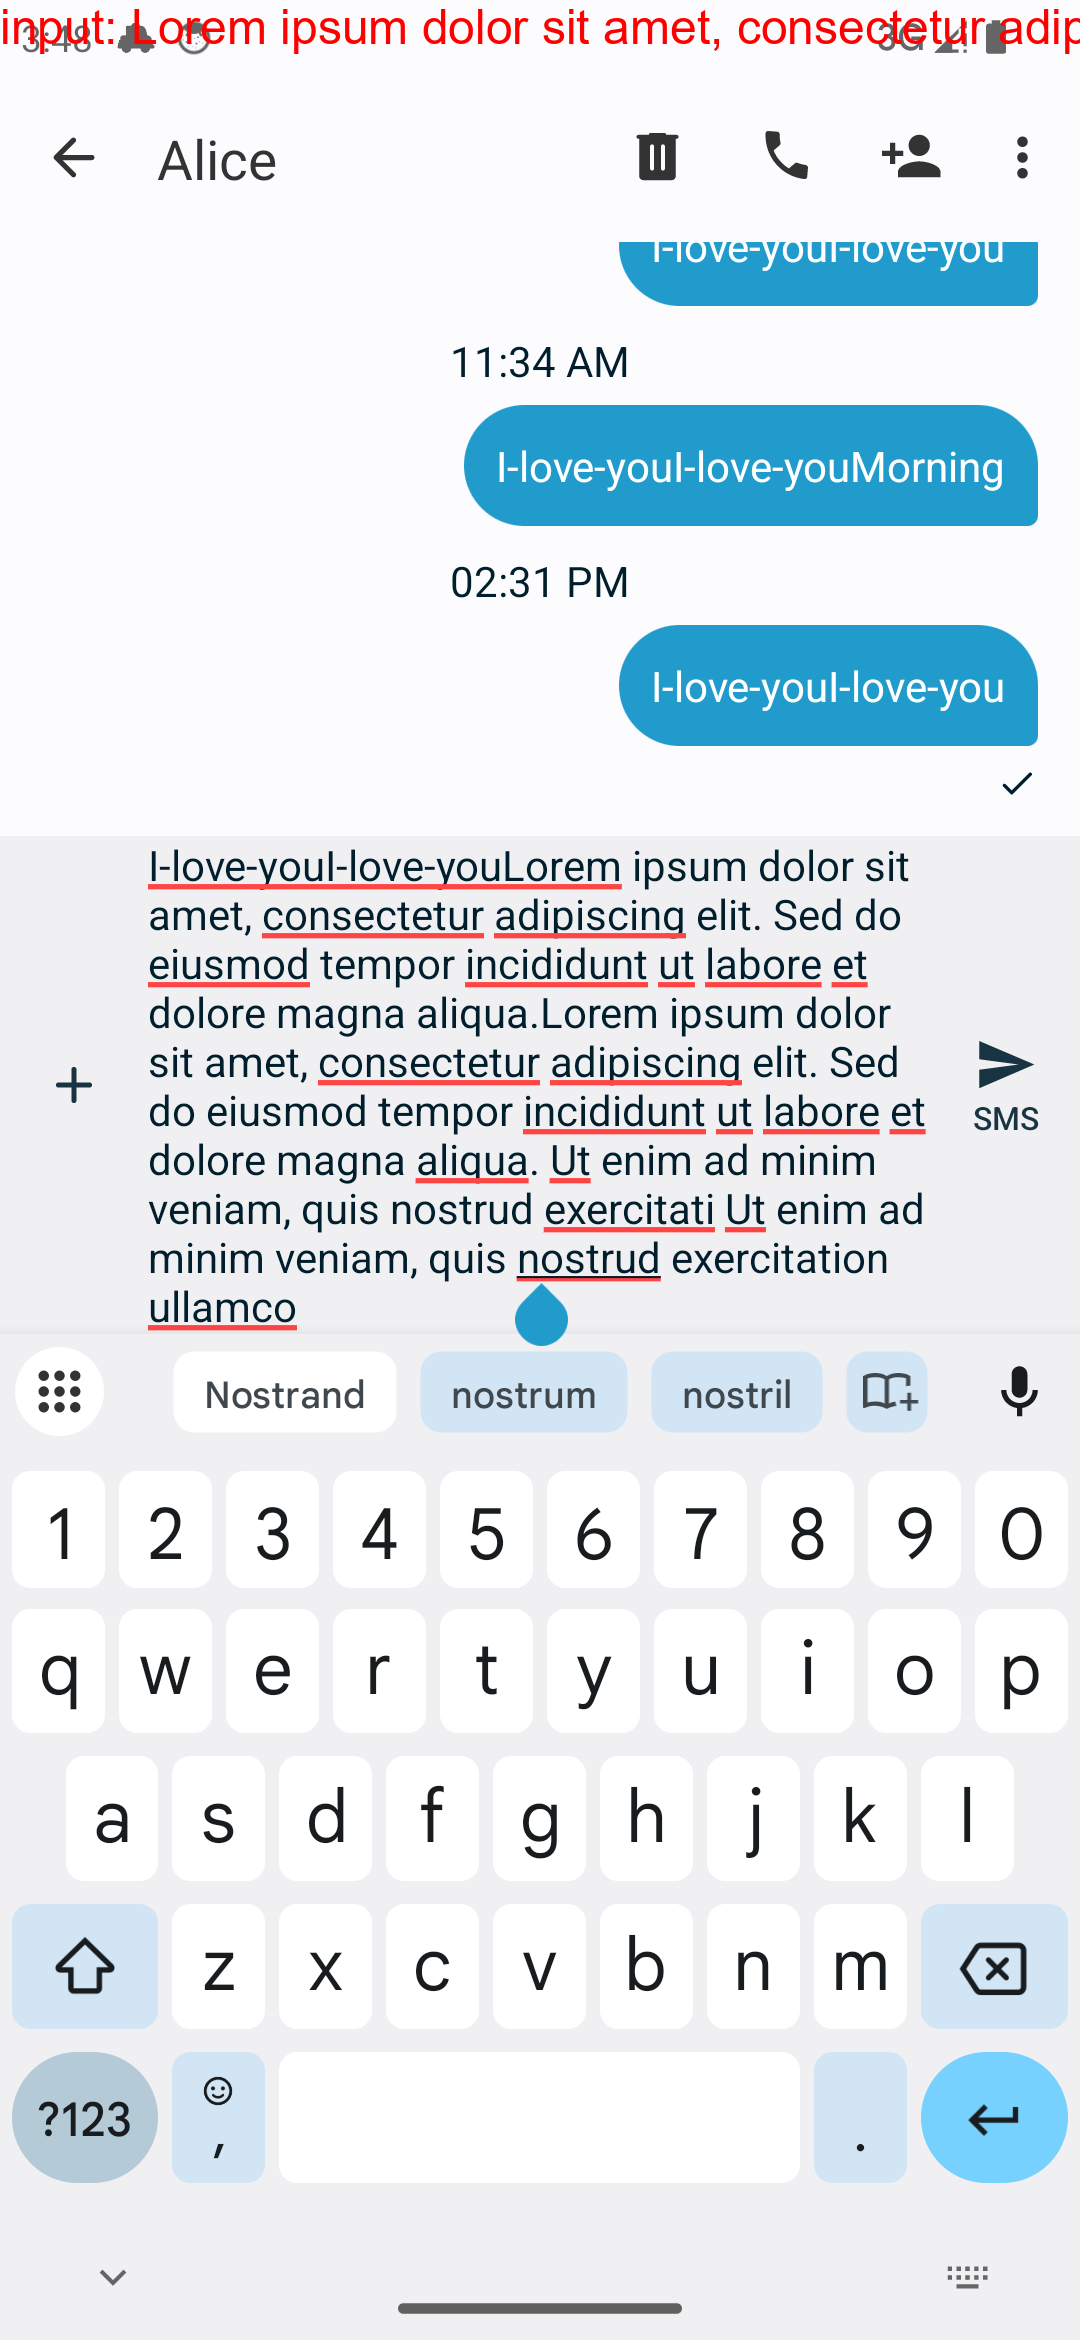 input: Lorem ipsum dolor sit amet, consectetur adip
3:48
3G
Alice
I-love-youI-love-you
11:34 AM
I-love-youI-love-youMorning
02:31 PM
I-love-youI-love-you
I-love-youI-love-youLorem ipsum dolor sit
amet, consectetur adipiscing elit. Sed do
eiusmod tempor incididunt ut labore et
dolore magna aliqua.Lorem ipsum dolor
sit amet, consectetur adipiscing elit. Sed
do eiusmod tempor incididunt ut labore et
dolore magna aliqua. Ut enim ad minim
veniam, quis nostrud exercitati Ut enim ad
minim veniam, quis nostrud exercitation
ullamco
SMS
Nostrand nostrum nostril
1 2 3 4 5 6 7 8 9 0
q w e r t y u i o p
a s d f g h j k l
z x c v b n m
?123 , .